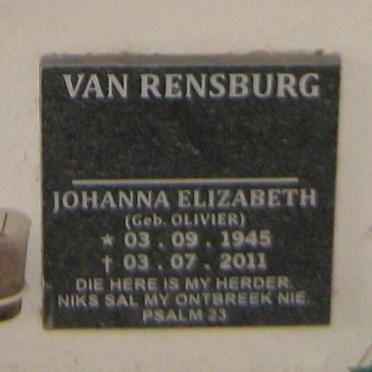 VAN RENSBURG
JOHANNA ELIZABETH
(Geb. OLIVIER)
★ 03 . 09 . 1945
† 03 . 07 . 2011
DIE HERE IS MY HERDER.
NIKS SAL MY ONTBREEK NIE.
PSALM 23